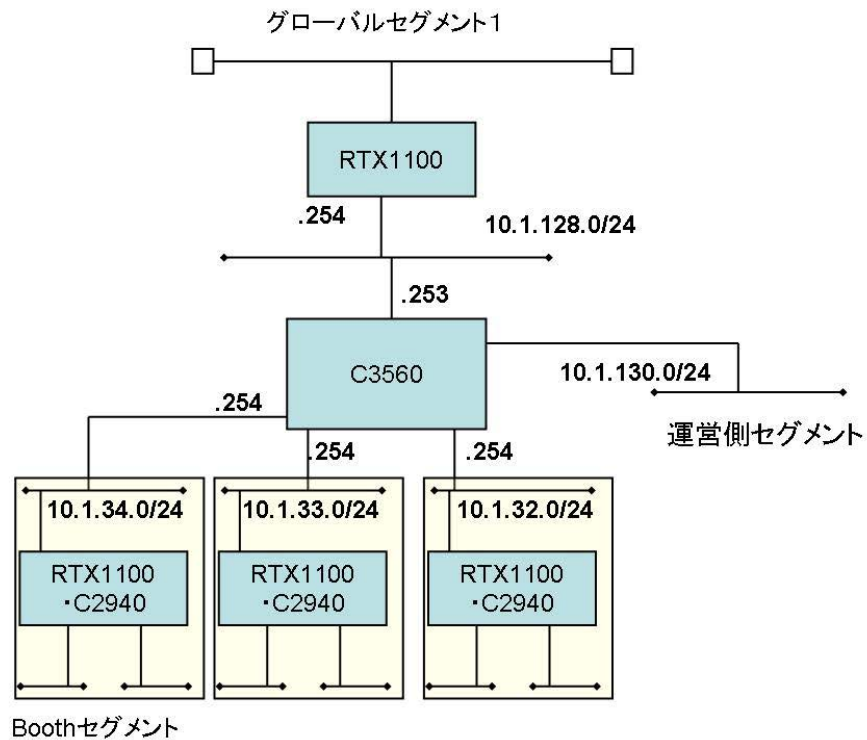 グローバルセグメント1
RTX1100
.254
10.1.128.0/24
.253
C3560
10.1.130.0/24
運営側セグメント
.254
.254
.254
10.1.34.0/24
10.1.33.0/24
10.1.32.0/24
RTX1100
・C2940
RTX1100
・C2940
RTX1100
・C2940
Boothセグメント